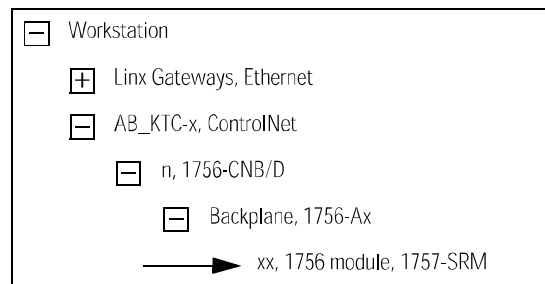 Workstation
Linx Gateways, Ethernet
AB_KTC-x, ControlNet
n, 1756-CNB/D
Backplane, 1756-Ax
xx, 1756 module, 1757-SRM